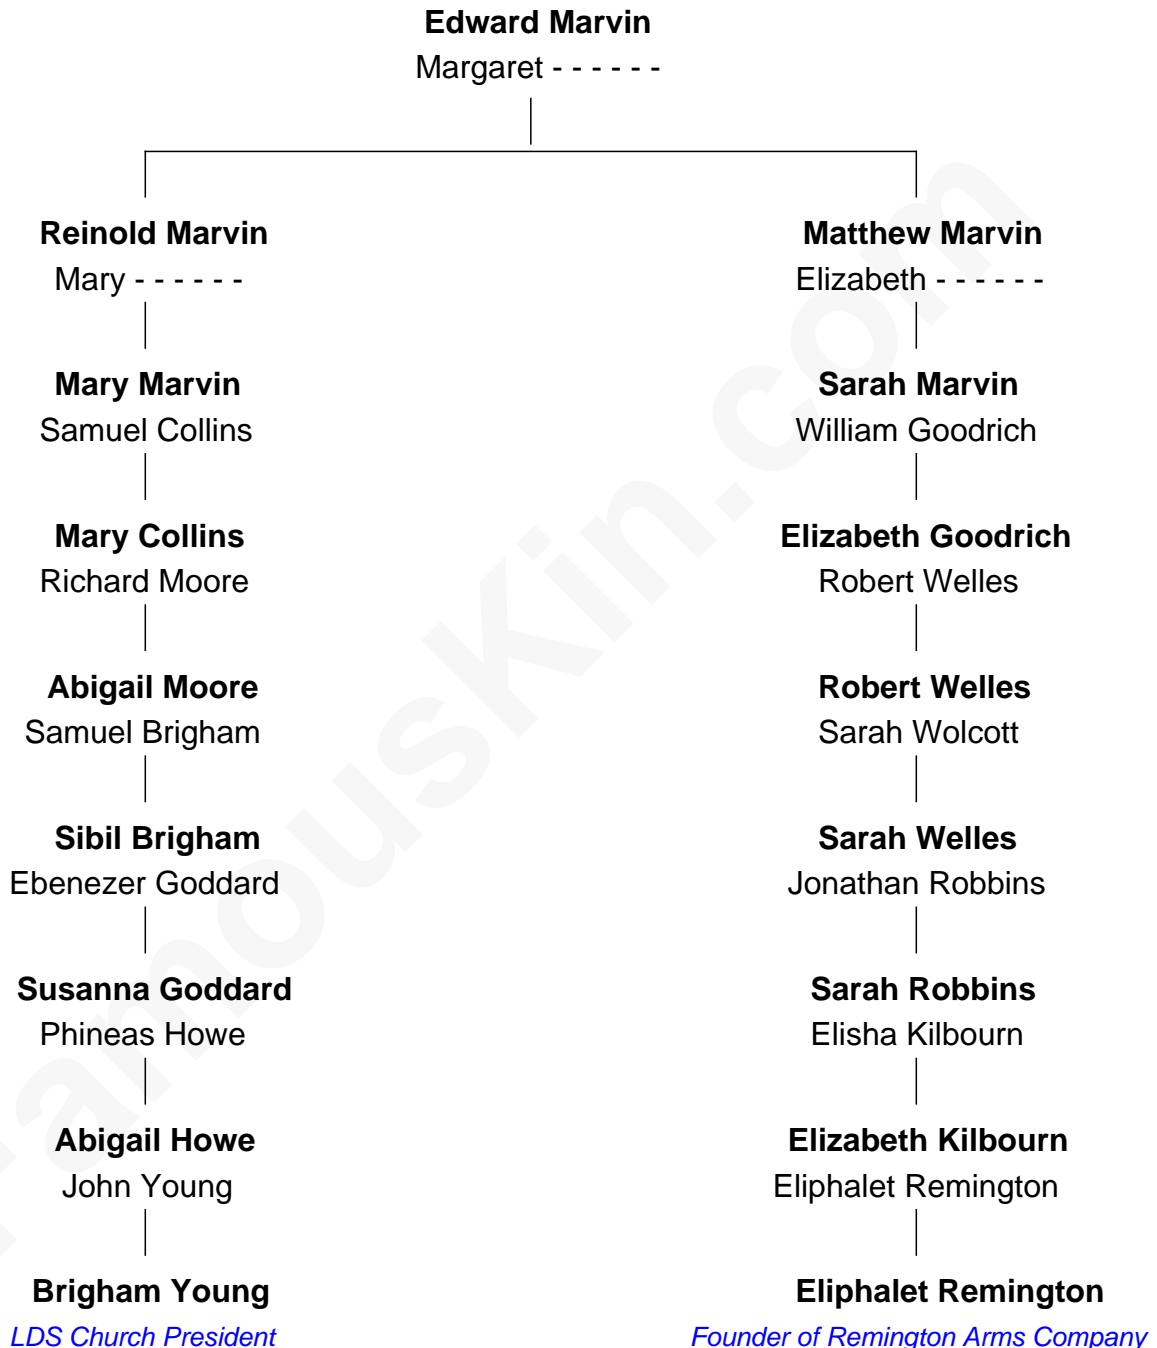 Edward Marvin
Margaret - - - - - -
Reinold Marvin
Mary - - - - - -
Matthew Marvin
Elizabeth - - - - - -
Mary Marvin
Samuel Collins
Sarah Marvin
William Goodrich
Mary Collins
Richard Moore
Elizabeth Goodrich
Robert Welles
Abigail Moore
Samuel Brigham
Robert Welles
Sarah Wolcott
Sibil Brigham
Ebenezer Goddard
Sarah Welles
Jonathan Robbins
Susanna Goddard
Phineas Howe
Sarah Robbins
Elisha Kilbourn
Abigail Howe
John Young
Elizabeth Kilbourn
Eliphalet Remington
Brigham Young
LDS Church President
Eliphalet Remington
Founder of Remington Arms Company
FamousKin.com